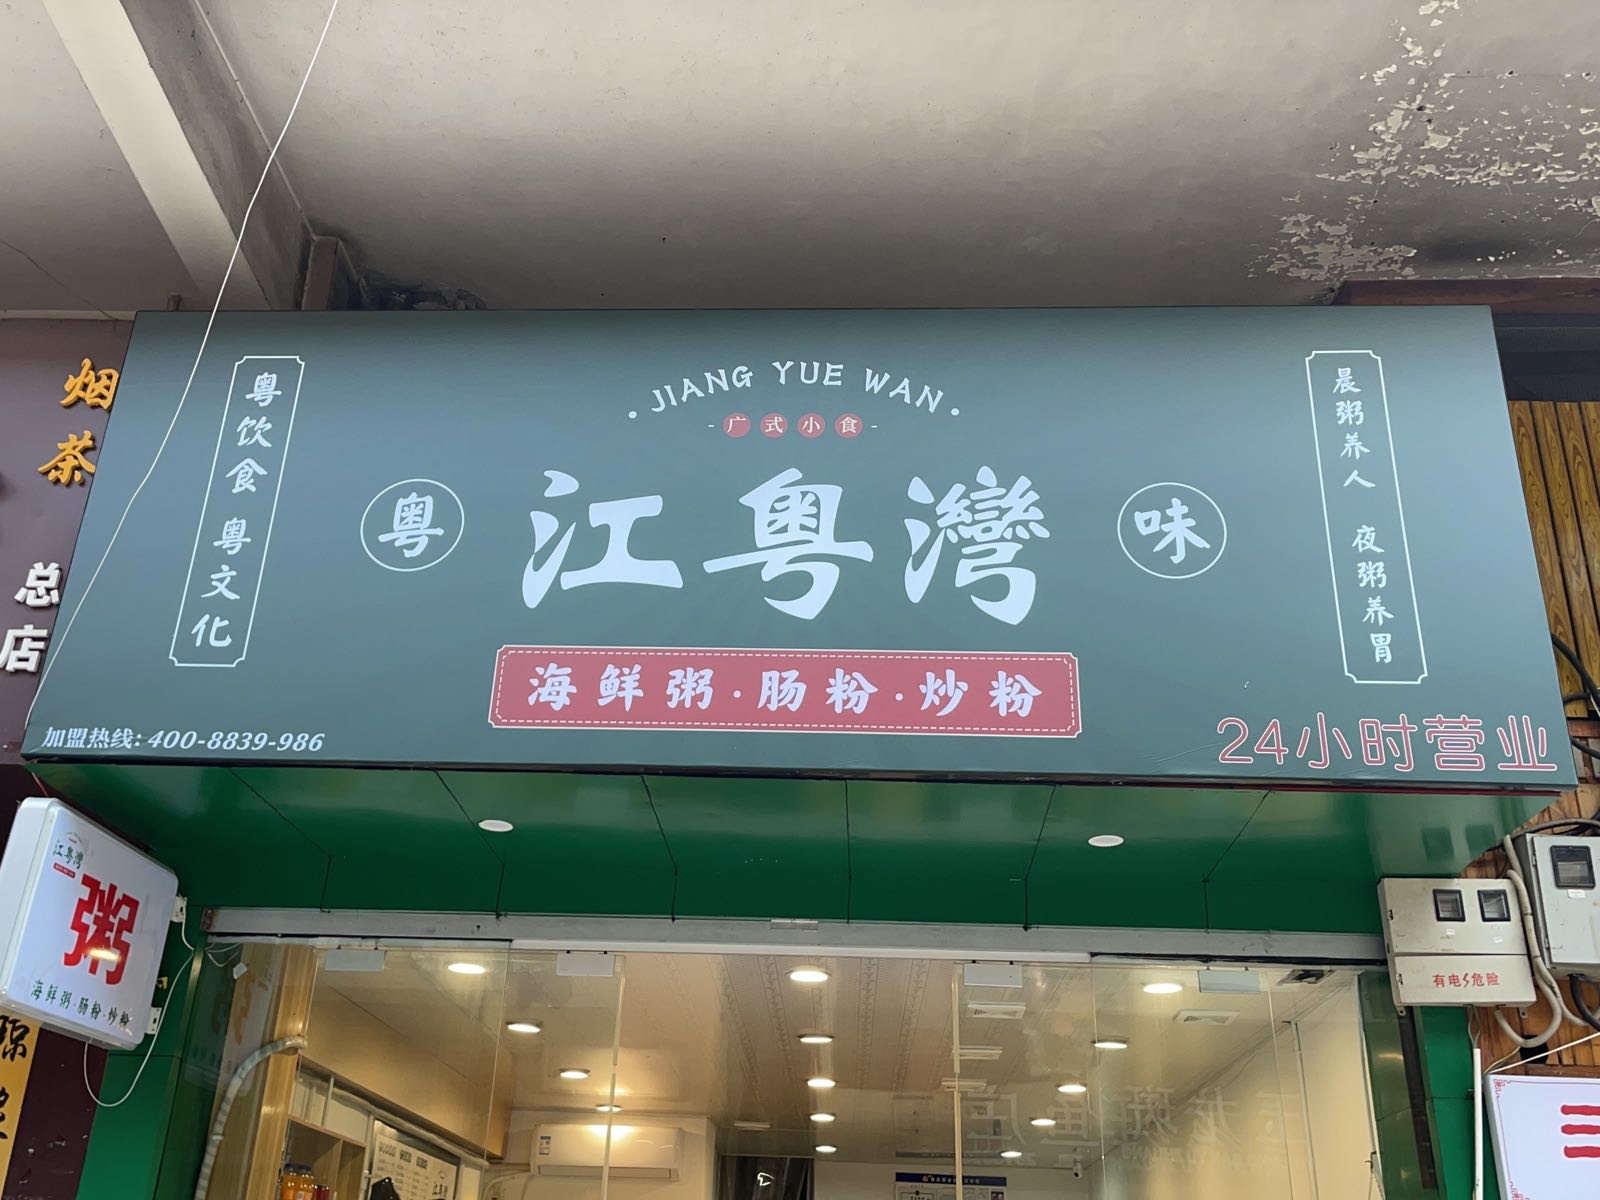 JIANG YUE WAN
广式小食
粤
江粤灣
味
粤饮食 粤文化
晨粥养人 夜粥养胃
海鲜粥·肠粉·炒粉
加盟热线: 400-8839-986
24小时营业
烟
茶
总
店
江粤灣
粥
海鲜粥·肠粉·炒粉
有电危险